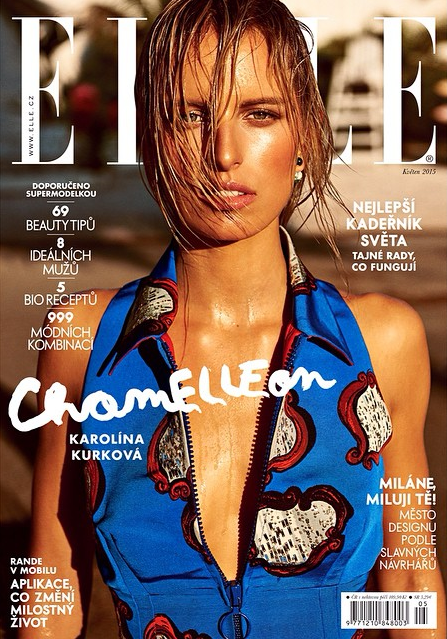 ELLE
WWW.ELLE.CZ
Květen 2015
DOPORUČENO
SUPERMODELKOU
69
BEAUTY TIPŮ
8
IDEÁLNÍCH
MUŽŮ
5
BIO RECEPTŮ
999
MÓDNÍCH
KOMBINACÍ
NEJLEPŠÍ
KADEŘNÍK
SVĚTA
TAJNÉ RADY,
CO FUNGUJÍ
ChamELLEon
KAROLÍNA
KURKOVÁ
MILÁNE,
MILUJI TĚ!
MĚSTO
DESIGNU
PODLE
SLAVNÝCH
NÁVRHÁŘŮ
RANDE
V MOBILU
APLIKACE,
CO ZMĚNÍ
MILOSTNÝ
ŽIVOT
05
9 771210 848003